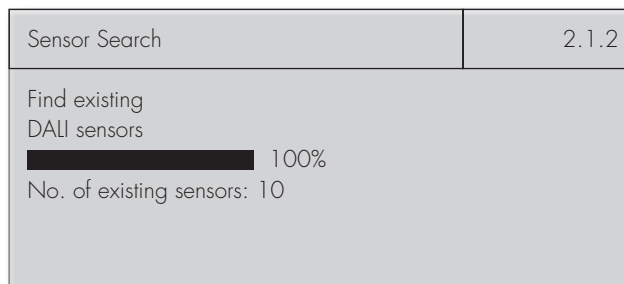 Sensor Search 2.1.2
Find existing
DALI sensors
100%
No. of existing sensors: 10